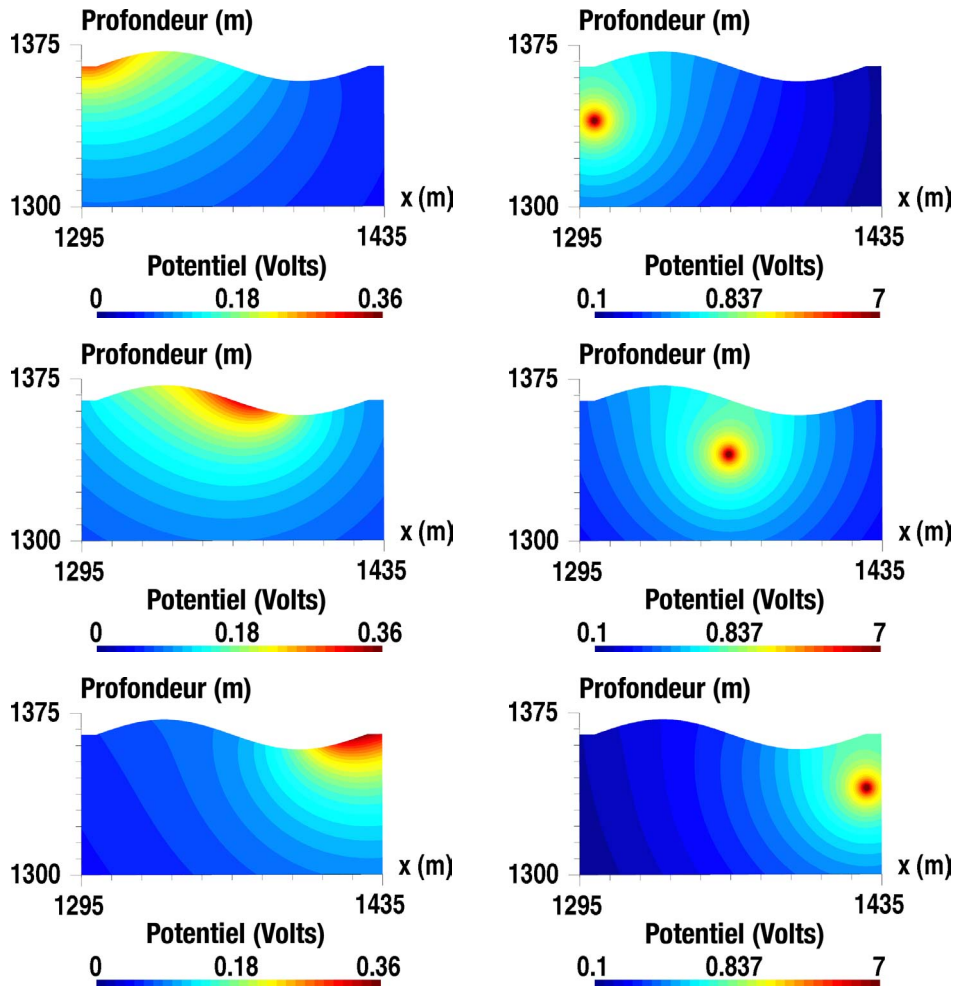 Profondeur (m)
1375
1300
x (m)
1295
1435
Potentiel (Volts)
0
0.18
0.36
Profondeur (m)
1375
1300
x (m)
1295
1435
Potentiel (Volts)
0.1
0.837
7
Profondeur (m)
1375
1300
x (m)
1295
1435
Potentiel (Volts)
0
0.18
0.36
Profondeur (m)
1375
1300
x (m)
1295
1435
Potentiel (Volts)
0.1
0.837
7
Profondeur (m)
1375
1300
x (m)
1295
1435
Potentiel (Volts)
0
0.18
0.36
Profondeur (m)
1375
1300
x (m)
1295
1435
Potentiel (Volts)
0.1
0.837
7